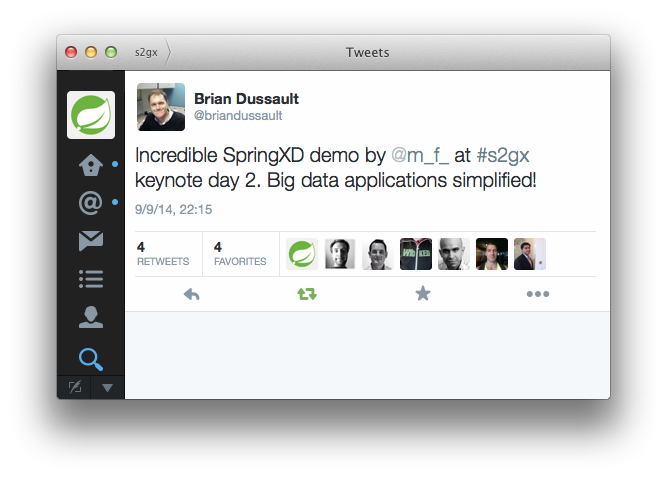 s2gx
Tweets
Brian Dussault
@briandussault
Incredible SpringXD demo by @m_f_ at #s2gx
keynote day 2. Big data applications simplified!
9/9/14, 22:15
4
RETWEETS
4
FAVORITES